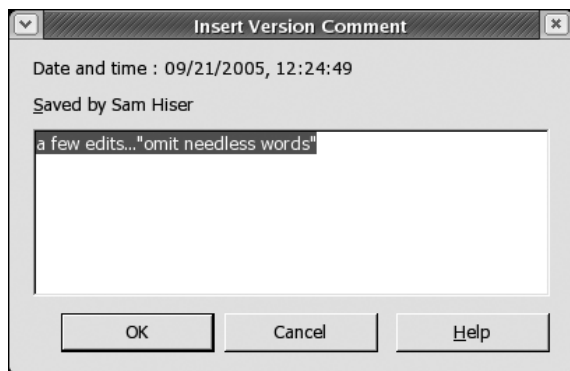 Insert Version Comment
Date and time : 09/21/2005, 12:24:49
Saved by Sam Hiser
a few edits..."omit needless words"
OK Cancel Help